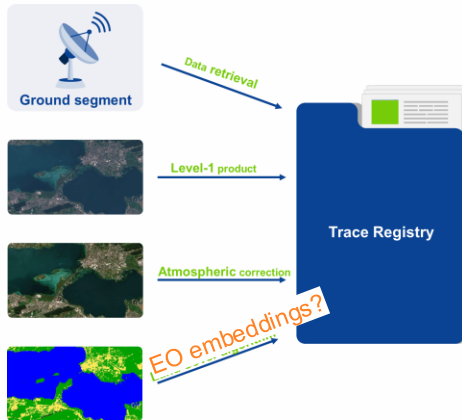 Data retrieval
Ground segment
Level-1 product
Trace Registry
Atmospheric correction
EO embeddings?